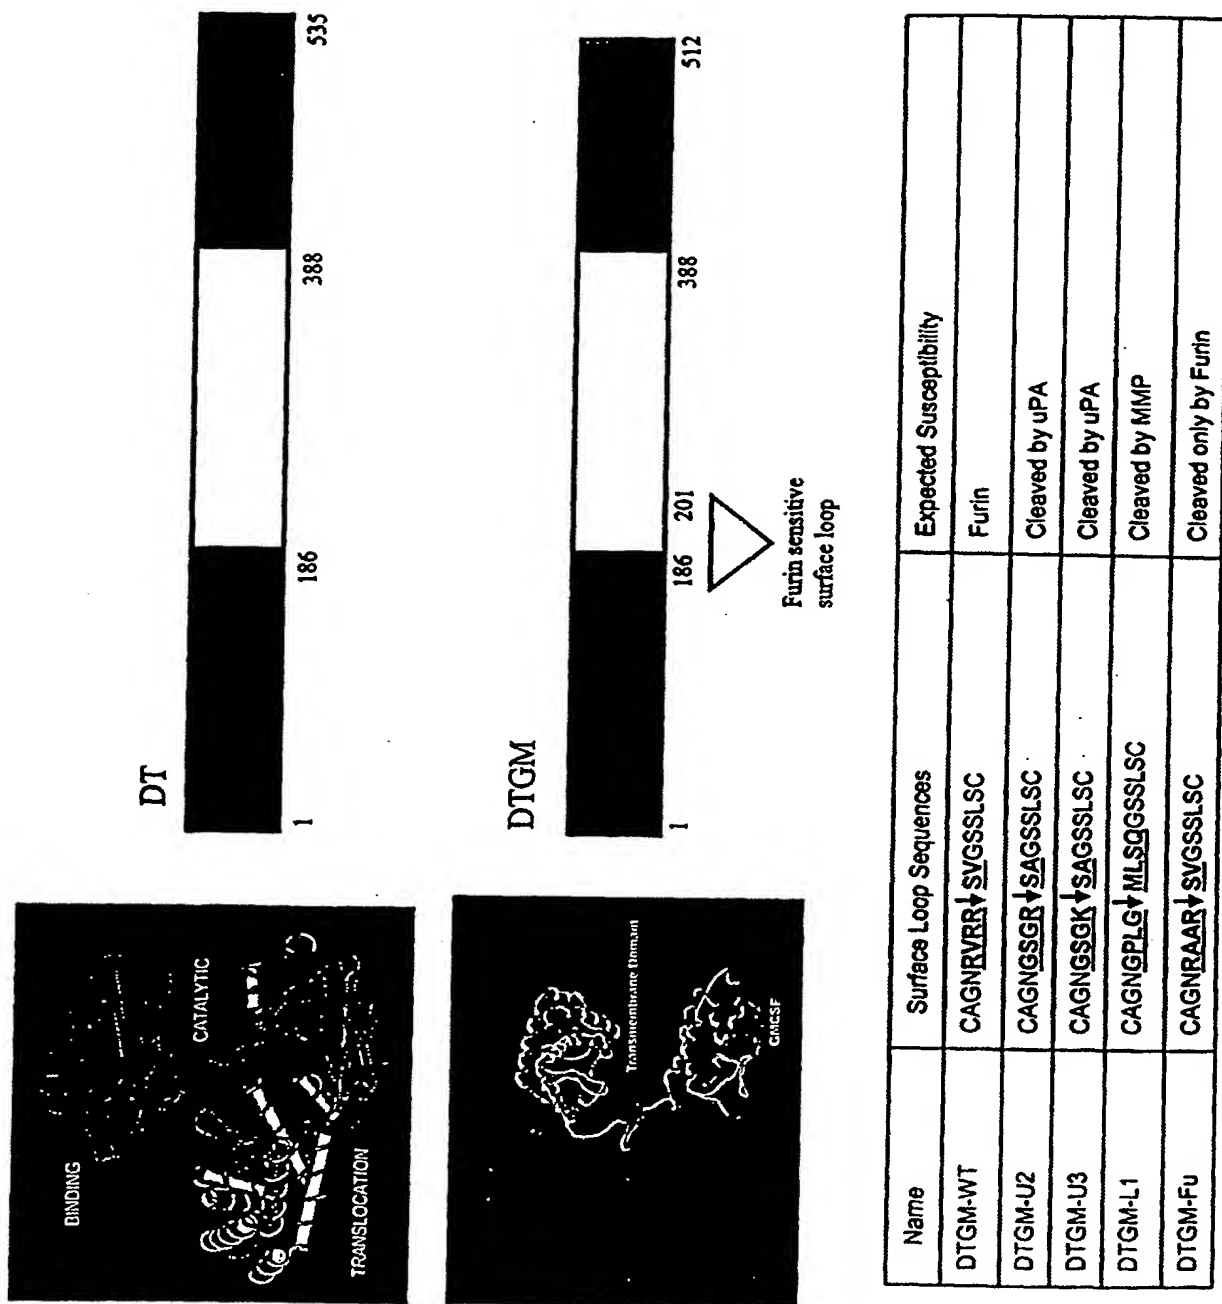 DT
1
186
388
535
BINDING
CATALYTIC
TRANSLOCATION
DTGM
1
186
201
388
512
Furin sensitive
surface loop
Transmembrane Domain
GMCSF
Name
Surface Loop Sequences
Expected Susceptibility
DTGM-WT
CAGNRVRR▼SVGSSLSC
Furin
DTGM-U2
CAGNGSGR▼SAGSSLSC
Cleaved by uPA
DTGM-U3
CAGNGSGK▼SAGSSLSC
Cleaved by uPA
DTGM-L1
CAGNGPLG▼MLSQGSSLSC
Cleaved by MMP
DTGM-Fu
CAGNRAAR▼SVGSSLSC
Cleaved only by Furin